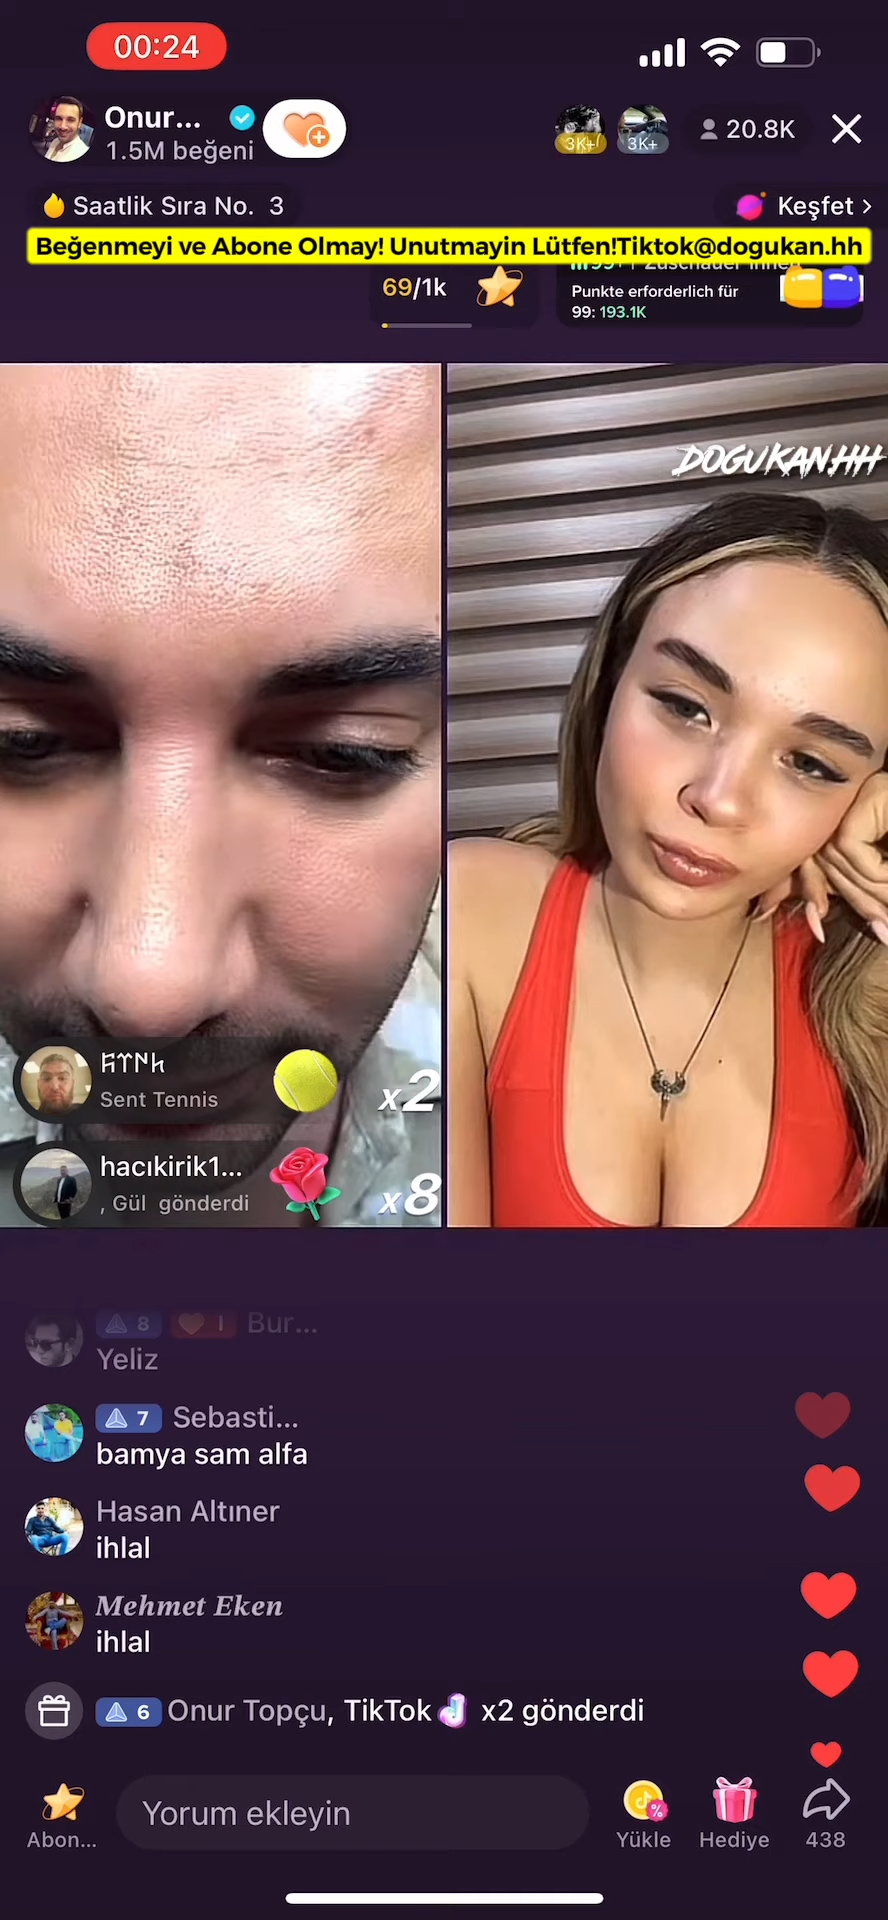 00:24
Onur...
1.5M beğeni
3K+
3K+
20.8K
Saatlik Sıra No. 3
Keşfet >
Beğenmeyi ve Abone Olmay! Unutmayin Lütfen!Tiktok@dogukan.hh
69/1k
Punkte erforderlich für
99: 193.1K
DOGUKAN.HH
Sent Tennis
x2
hacıkirik1...
, Gül gönderdi
x8
8 1 Bur...
Yeliz
7 Sebasti...
bamya sam alfa
Hasan Altıner
ihlal
Mehmet Eken
ihlal
6 Onur Topçu, TikTok x2 gönderdi
Abon...
Yorum ekleyin
Yükle
Hediye
438